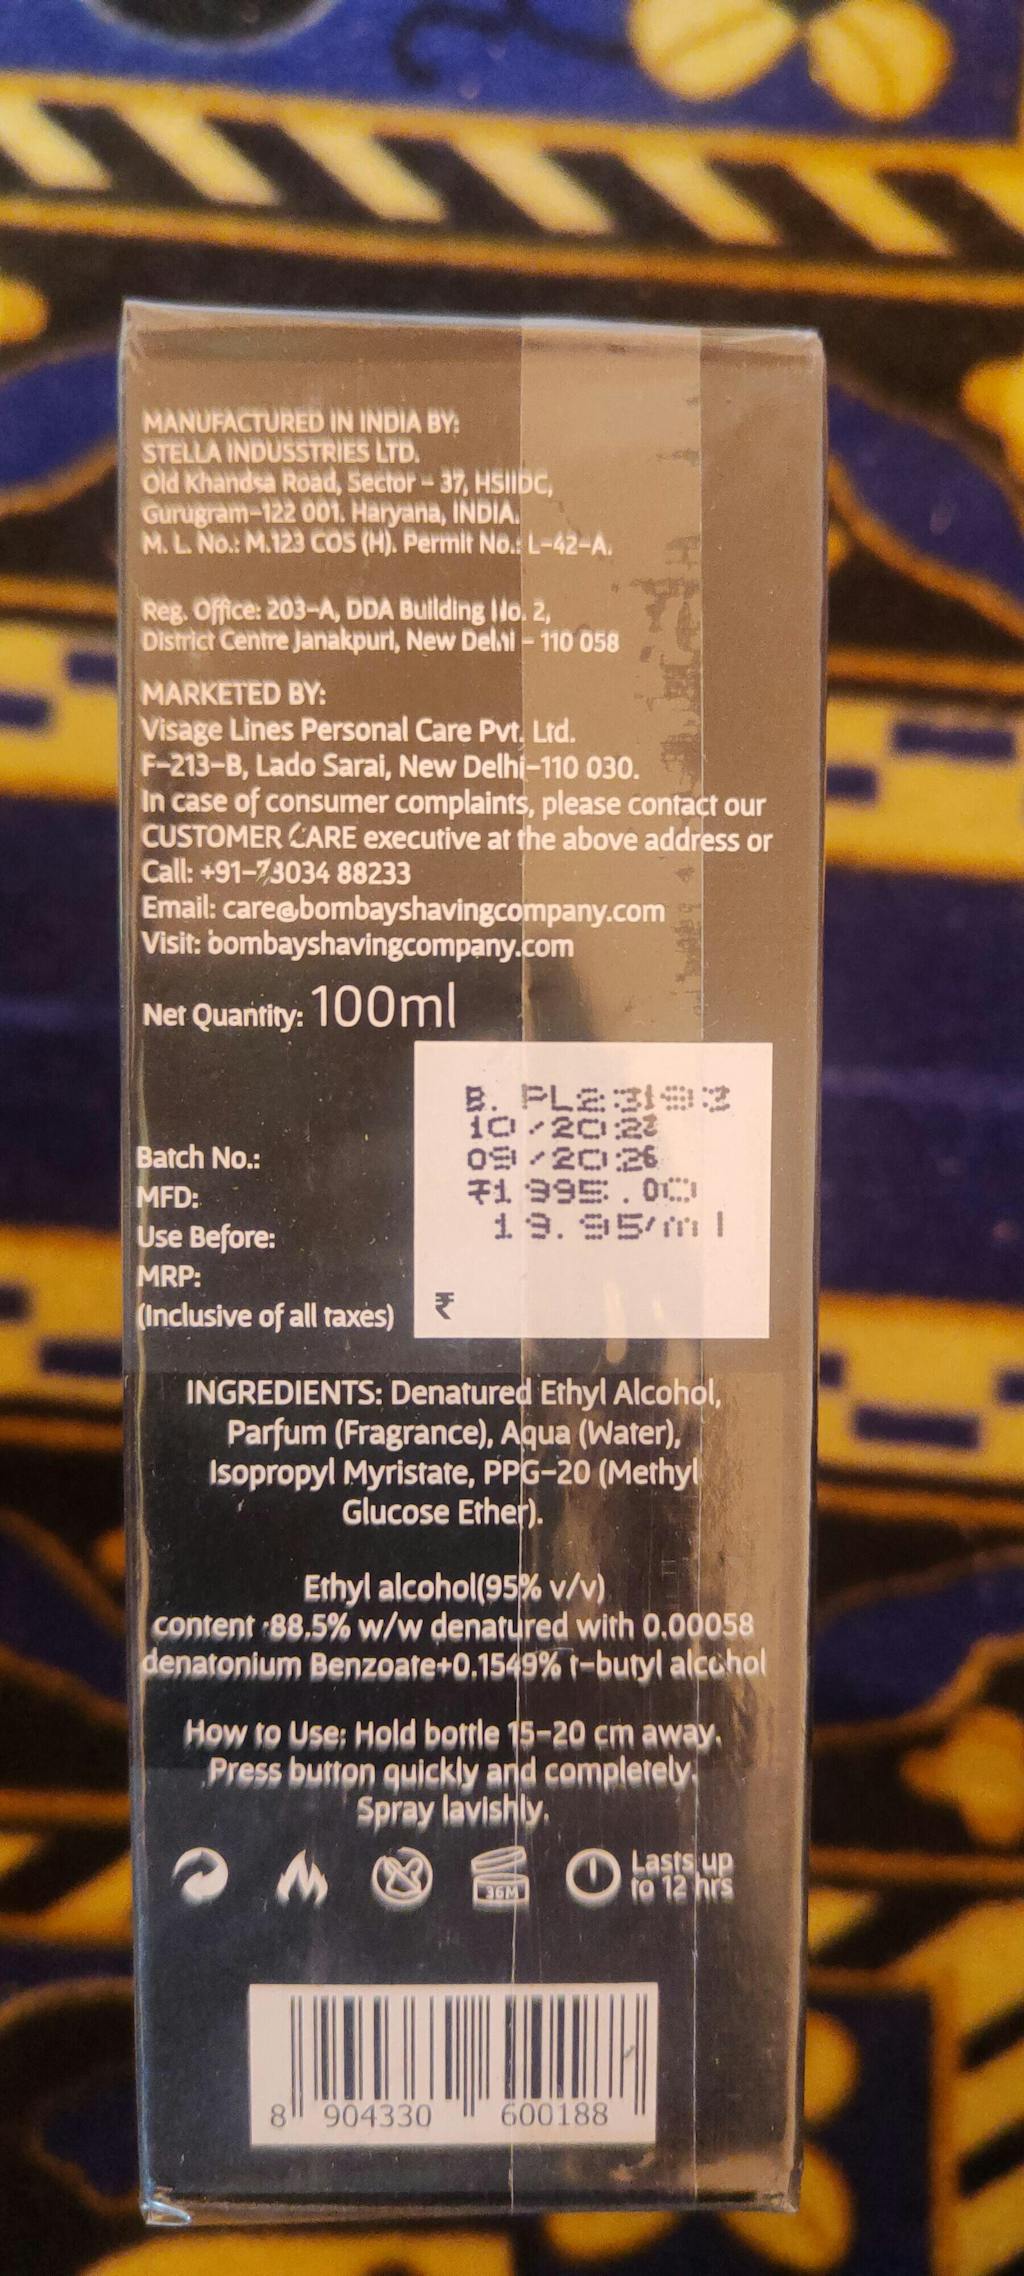 MANUFACTURED IN INDIA BY:
STELLA INDUSSTRIES LTD.
Old Khandsa Road, Sector - 37, HSIIDC,
Gurugram-122 001. Haryana, INDIA.
M. L. No.: M.123 COS (H). Permit No.: L-42-A.
Reg. Office: 203-A, DDA Building No. 2,
District Centre Janakpuri, New Delhi - 110 058
MARKETED BY:
Visage Lines Personal Care Pvt. Ltd.
F-213-B, Lado Sarai, New Delhi-110 030.
In case of consumer complaints, please contact our
CUSTOMER CARE executive at the above address or
Call: 88233
Email: care@bombayshavingcompany.com
Visit: bombayshavingcompany.com
Net Quantity: 100ml
B. PL23193
10/2023
Batch No.: 09/2026
MFD: ₹1995.00
Use Before: 19.95/ml
MRP:
(Inclusive of all taxes) ₹
INGREDIENTS: Denatured Ethyl Alcohol,
Parfum (Fragrance), Aqua (Water),
Isopropyl Myristate, PPG-20 (Methyl
Glucose Ether).
Ethyl alcohol(95% v/v)
content :88.5% w/w denatured with 0.00058
denatonium Benzoate+0.1549% t-butyl alcohol
How to Use: Hold bottle 15-20 cm away.
Press button quickly and completely.
Spray lavishly.
36M
Lasts up
to 12 hrs
8 904330 600188